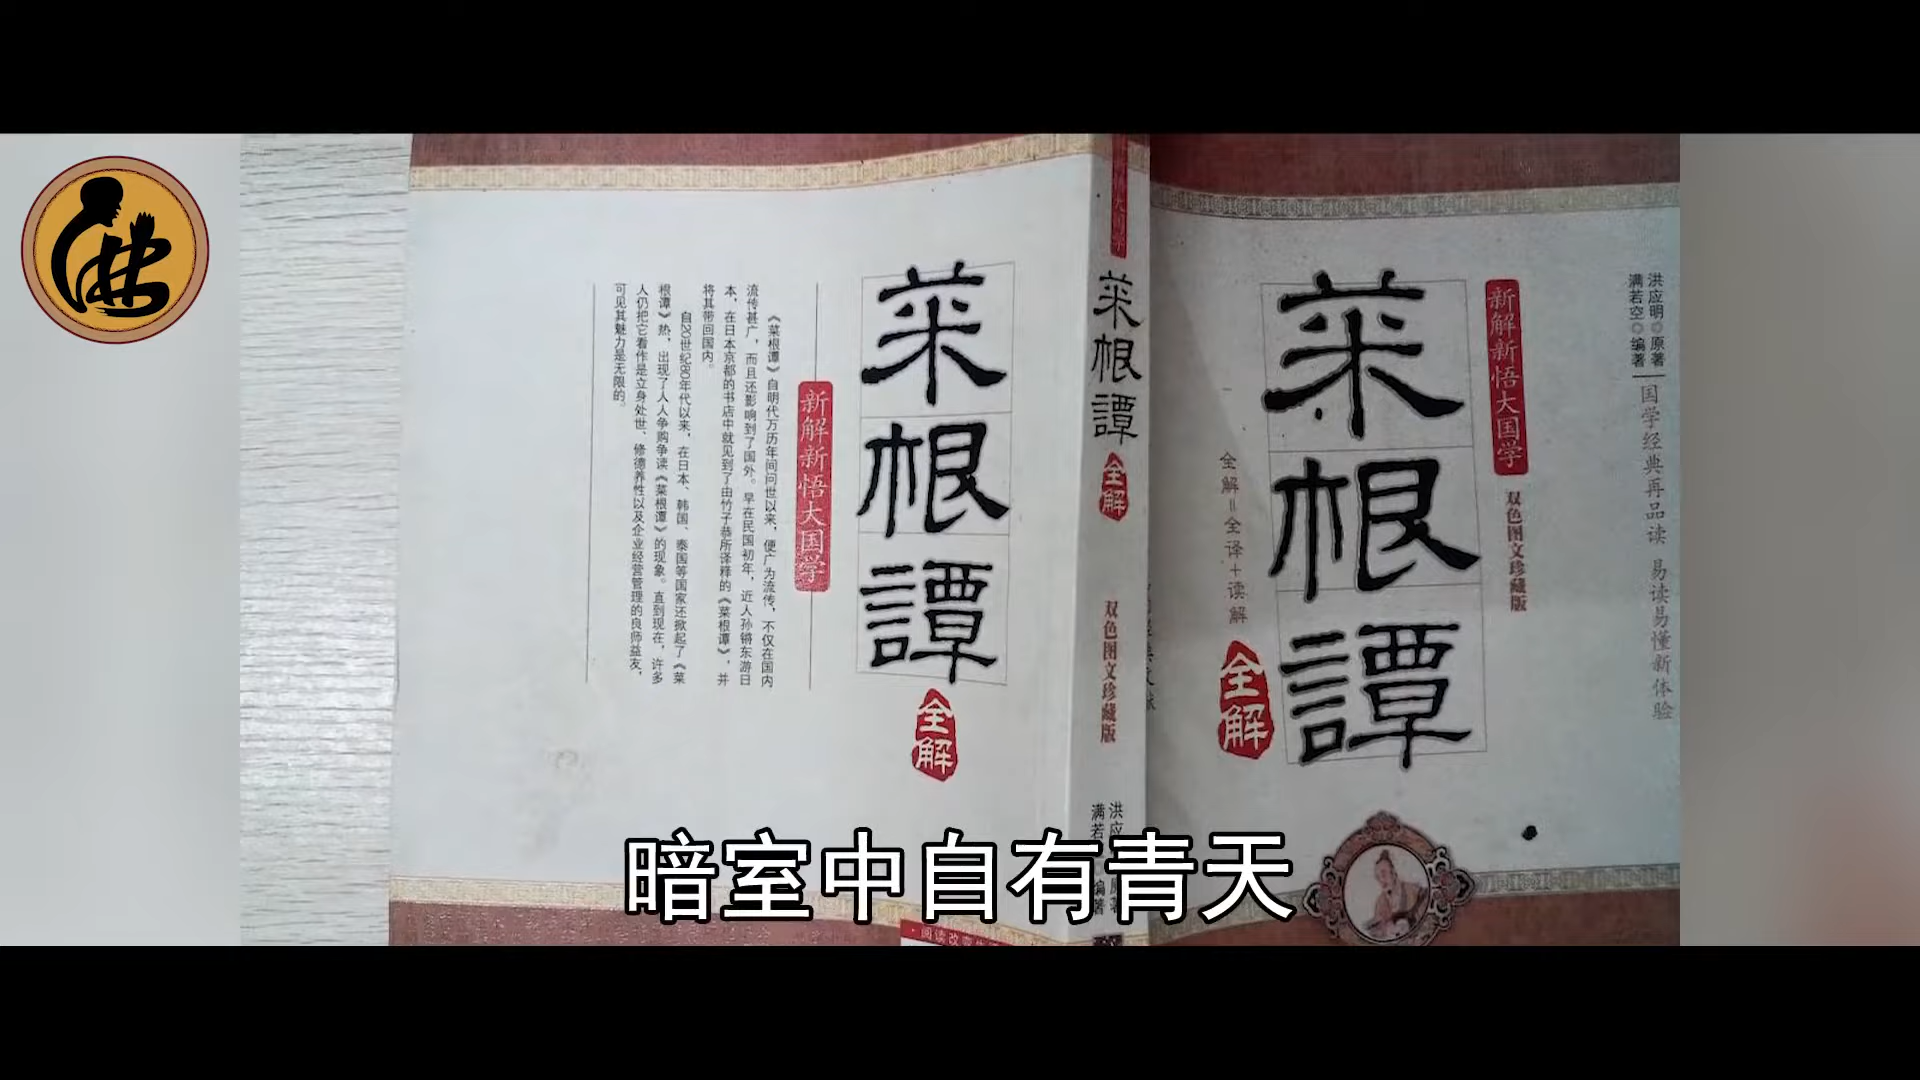 洪应明◎原著
满若空◎编著
国学经典再品读 易读易懂新体验
新解新悟大国学
双色图文珍藏版
菜根譚
全解=全译+读解
全解
菜根譚
全解
双色图文珍藏版
菜根譚
全解
新解新悟大国学
《菜根谭》自明代万历年间问世以来，便广为流传，不仅在国内
流传甚广，而且还影响到了国外。早在民国初年，近人孙锵东游日
本，在日本京都的书店中就见到了由竹子恭所译释的《菜根谭》，并
将其带回国内。
自20世纪80年代以来，在日本、韩国、泰国等国家还掀起了《菜
根谭》热，出现了人人争购争读《菜根谭》的现象。直到现在，许多
人仍把它看作是立身处世、修德养性以及企业经营管理的良师益友，
可见其魅力是无限的。
暗室中自有青天